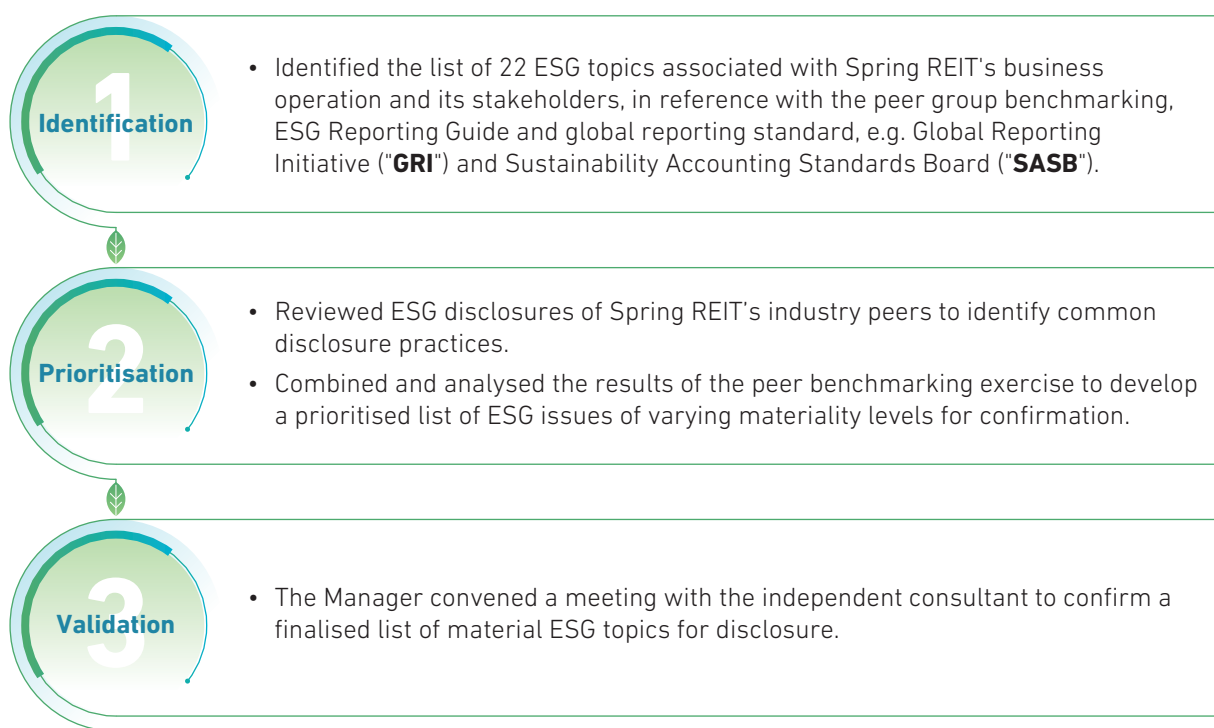 1
Identification
• Identified the list of 22 ESG topics associated with Spring REIT's business
operation and its stakeholders, in reference with the peer group benchmarking,
ESG Reporting Guide and global reporting standard, e.g. Global Reporting
Initiative ("GRI") and Sustainability Accounting Standards Board ("SASB").
2
Prioritisation
• Reviewed ESG disclosures of Spring REIT’s industry peers to identify common
disclosure practices.
• Combined and analysed the results of the peer benchmarking exercise to develop
a prioritised list of ESG issues of varying materiality levels for confirmation.
3
Validation
• The Manager convened a meeting with the independent consultant to confirm a
finalised list of material ESG topics for disclosure.